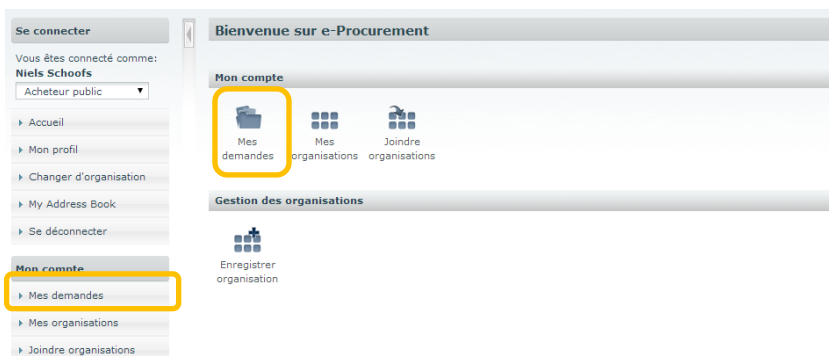 Se connecter
Vous êtes connecté comme:
Niels Schoofs
Acheteur public
Accueil
Mon profil
Changer d'organisation
My Address Book
Se déconnecter
Mon compte
Mes demandes
Mes organisations
Joindre organisations
Bienvenue sur e-Procurement
Mon compte
Mes
demandes
Mes
organisations
Joindre
organisations
Gestion des organisations
Enregistrer
organisation